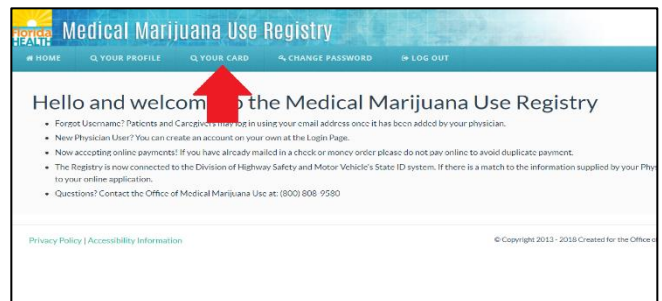 Florida
HEALTH
Medical Marijuana Use Registry
HOME YOUR PROFILE YOUR CARD CHANGE PASSWORD LOG OUT
Hello and welcom the Medical Marijuana Use Registry
Forgot Username? Patients and Caregivers may log in using your email address once it has been added by your physician.
New Physician User? You can create an account on your own at the Login Page.
Now accepting online payments! If you have already mailed in a check or money order please do not pay online to avoid duplicate payment.
The Registry is now connected to the Division of Highway Safety and Motor Vehicle's State ID system. If there is a match to the information supplied by your Phy
to your online application.
Questions? Contact the Office of Medical Marijuana Use at: (800) 808-9580
Privacy Policy | Accessibility Information © Copyright 2013 - 2018 Created for the Office o